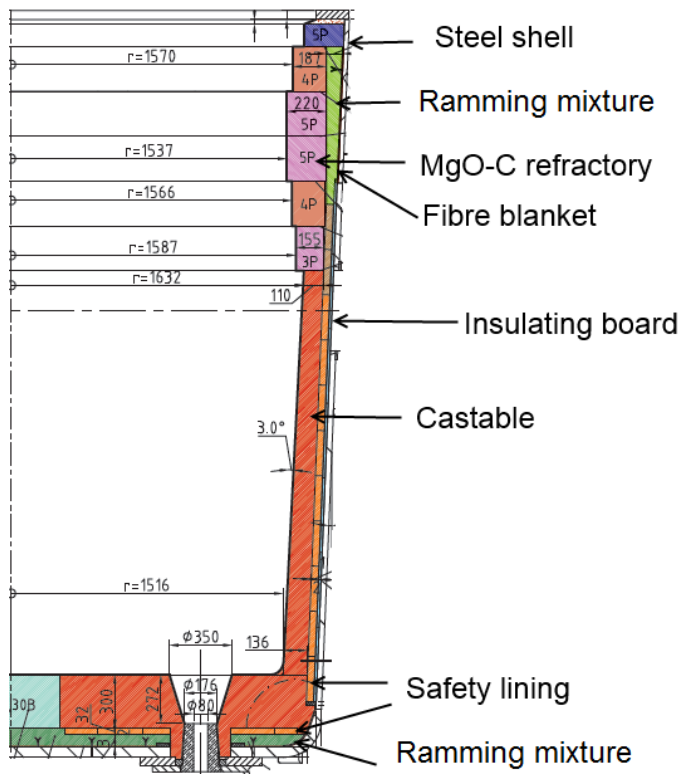 5P
Steel shell
r=1570
187
4P
Ramming mixture
220
5P
r=1537
5P
MgO-C refractory
r=1566
4P
Fibre blanket
r=1587
155
3P
r=1632
110
Insulating board
Castable
3.0°
r=1516
ϕ350
136
ϕ176
ϕ80
272
300
32
30B
Safety lining
Ramming mixture